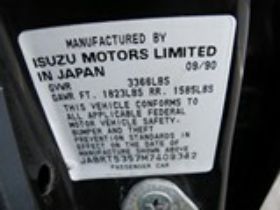 MANUFACTURED BY
ISUZU MOTORS LIMITED
IN JAPAN 09/90
GVWR 3366LBS
GAWR FT. 1823LBS RR. 1585LBS
THIS VEHICLE CONFORMS TO
ALL APPLICABLE FEDERAL
MOTOR VEHICLE SAFETY,
BUMPER AND THEFT
PREVENTION STANDARDS IN
EFFECT ON THE DATE OF
MANUFACTURE SHOWN ABOVE
PASSENGER CAR